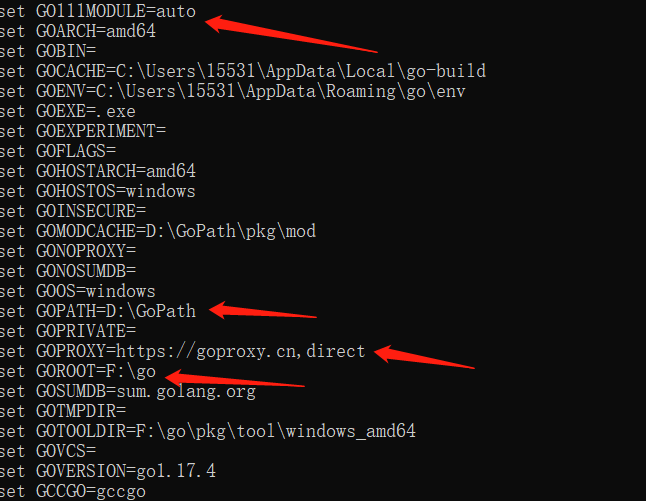 set GO111MODULE=auto
set GOARCH=amd64
set GOBIN=
set GOCACHE=C:\Users\15531\AppData\Local\go-build
set GOENV=C:\Users\15531\AppData\Roaming\go\env
set GOEXE=.exe
set GOEXPERIMENT=
set GOFLAGS=
set GOHOSTARCH=amd64
set GOHOSTOS=windows
set GOINSECURE=
set GOMODCACHE=D:\GoPath\pkg\mod
set GONOPROXY=
set GONOSUMDB=
set GOOS=windows
set GOPATH=D:\GoPath
set GOPRIVATE=
set GOPROXY=https://goproxy.cn,direct
set GOROOT=F:\go
set GOSUMDB=sum.golang.org
set GOTMPDIR=
set GOTOOLDIR=F:\go\pkg\tool\windows_amd64
set GOVCS=
set GOVERSION=go1.17.4
set GCCGO=gccgo